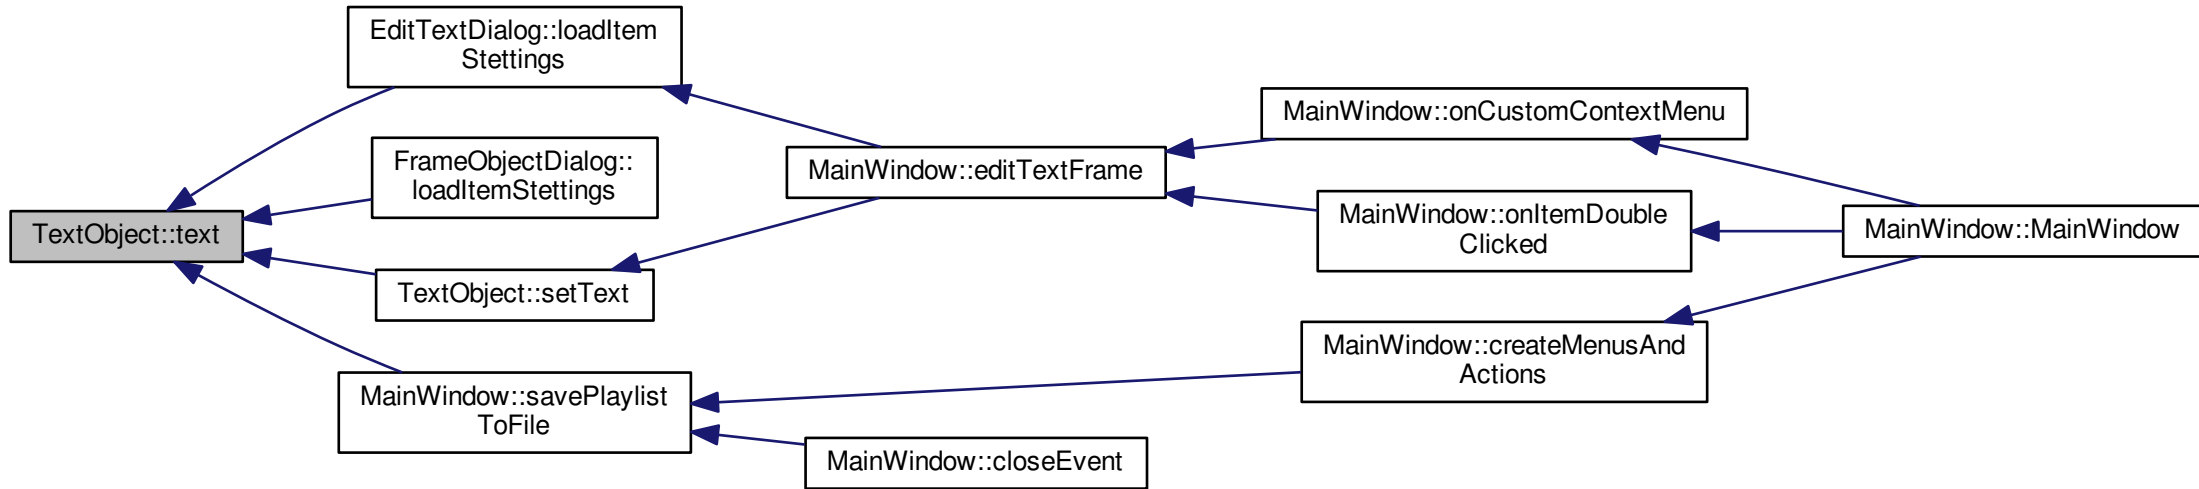 EditTextDialog::loadItem
Stettings
FrameObjectDialog::
loadItemStettings
TextObject::text
TextObject::setText
MainWindow::savePlaylist
ToFile
MainWindow::editTextFrame
MainWindow::closeEvent
MainWindow::onCustomContextMenu
MainWindow::onItemDouble
Clicked
MainWindow::createMenusAnd
Actions
MainWindow::MainWindow